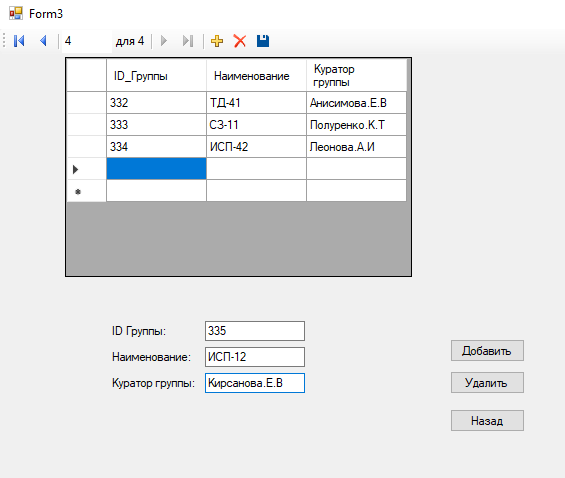 Form3
4 для 4
ID_Группы Наименование Куратор
группы
332 ТД-41 Анисимова.Е.В
333 СЗ-11 Полуренко.К.Т
334 ИСП-42 Леонова.А.И
ID Группы: 335
Наименование: ИСП-12
Куратор группы: Кирсанова.Е.В
Добавить
Удалить
Назад